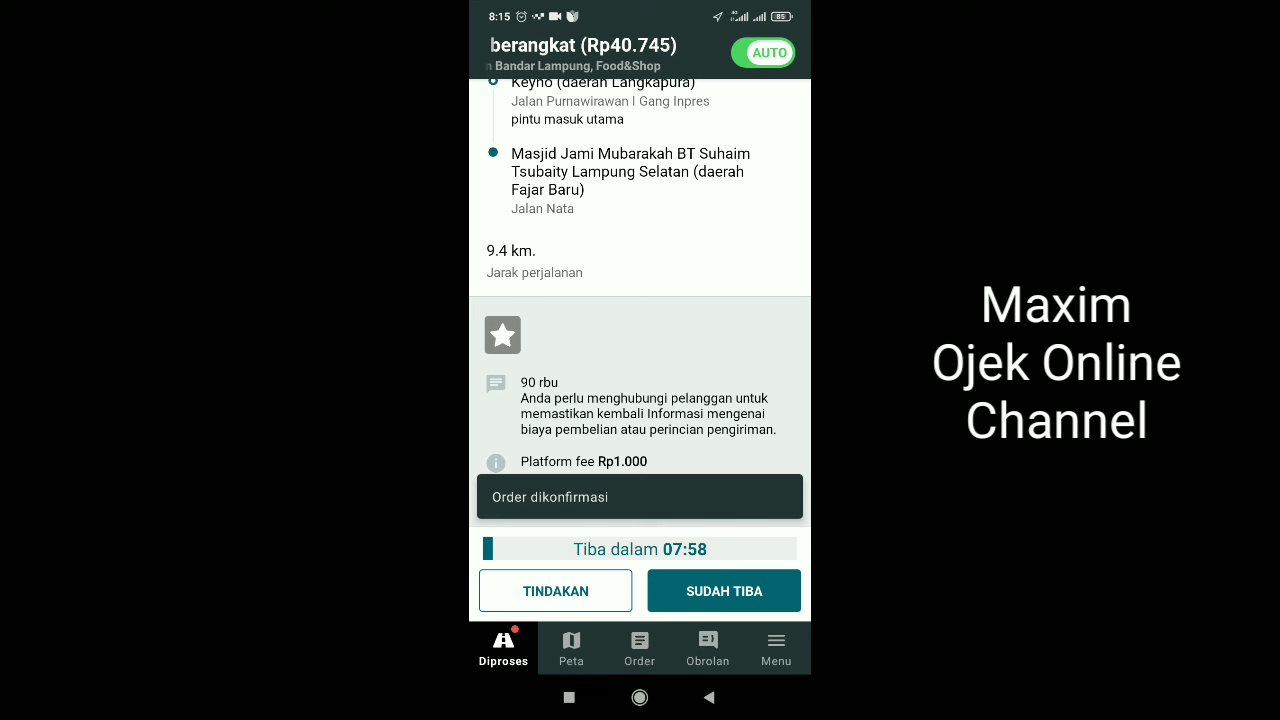 8:15
4G
85
berangkat (Rp40.745)
AUTO
n Bandar Lampung, Food&Shop
Keyno (daerah Langkapura)
Jalan Purnawirawan I Gang Inpres
pintu masuk utama
Masjid Jami Mubarakah BT Suhaim
Tsubaity Lampung Selatan (daerah
Fajar Baru)
Jalan Nata
9.4 km.
Jarak perjalanan
90 rbu
Anda perlu menghubungi pelanggan untuk
memastikan kembali Informasi mengenai
biaya pembelian atau perincian pengiriman.
Platform fee Rp1.000
Order dikonfirmasi
Tiba dalam 07:58
TINDAKAN
SUDAH TIBA
Diproses
Peta
Order
Obrolan
Menu
Maxim
Ojek Online
Channel